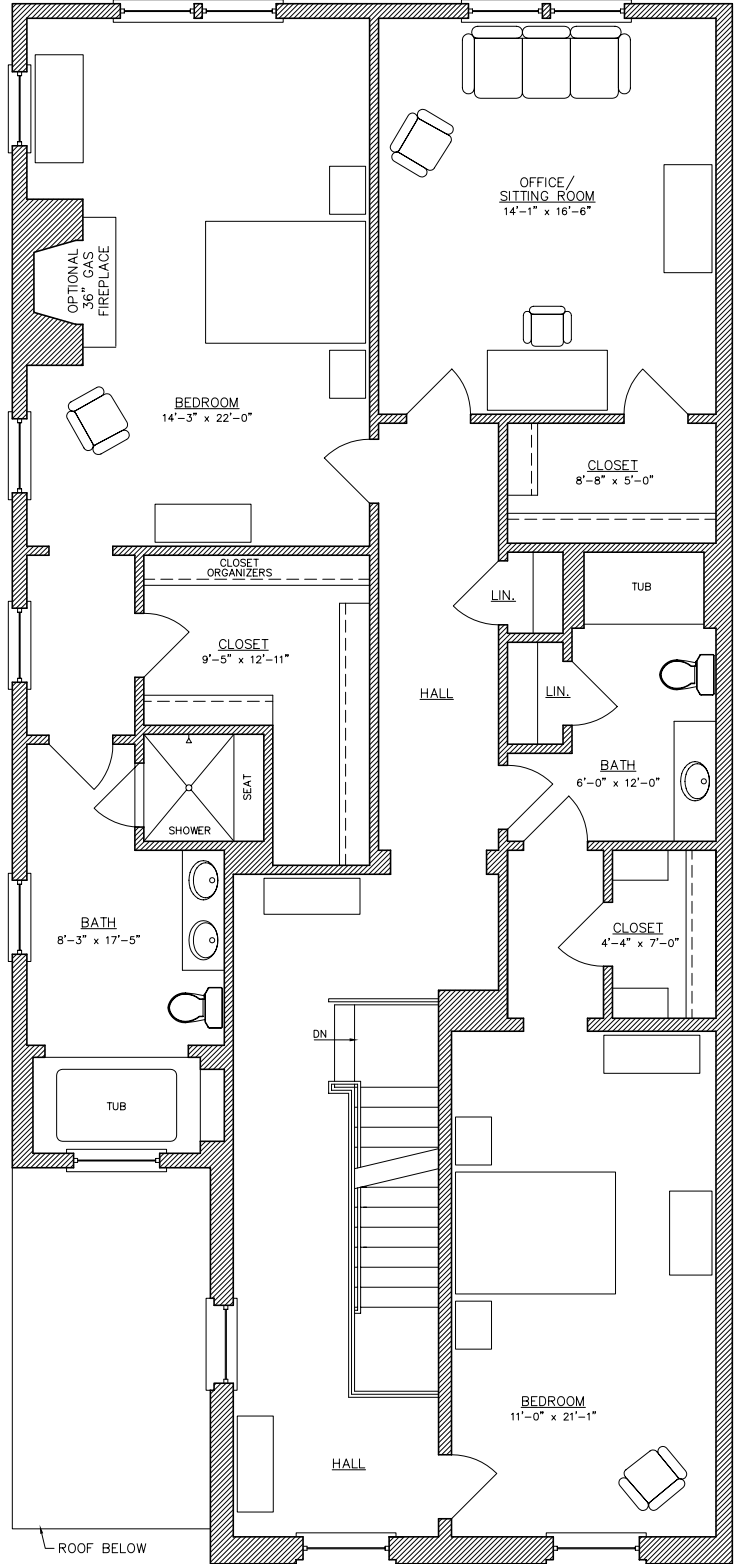 OFFICE/
SITTING ROOM
14'-1" x 16'-6"
OPTIONAL
36" GAS
FIREPLACE
BEDROOM
14'-3" x 22'-0"
CLOSET
8'-8" x 5'-0"
CLOSET
ORGANIZERS
LIN.
TUB
CLOSET
9'-5" x 12'-11"
HALL
LIN.
BATH
6'-0" x 12'-0"
SEAT
SHOWER
BATH
8'-3" x 17'-5"
CLOSET
4'-4" x 7'-0"
DN
TUB
BEDROOM
11'-0" x 21'-1"
HALL
ROOF BELOW